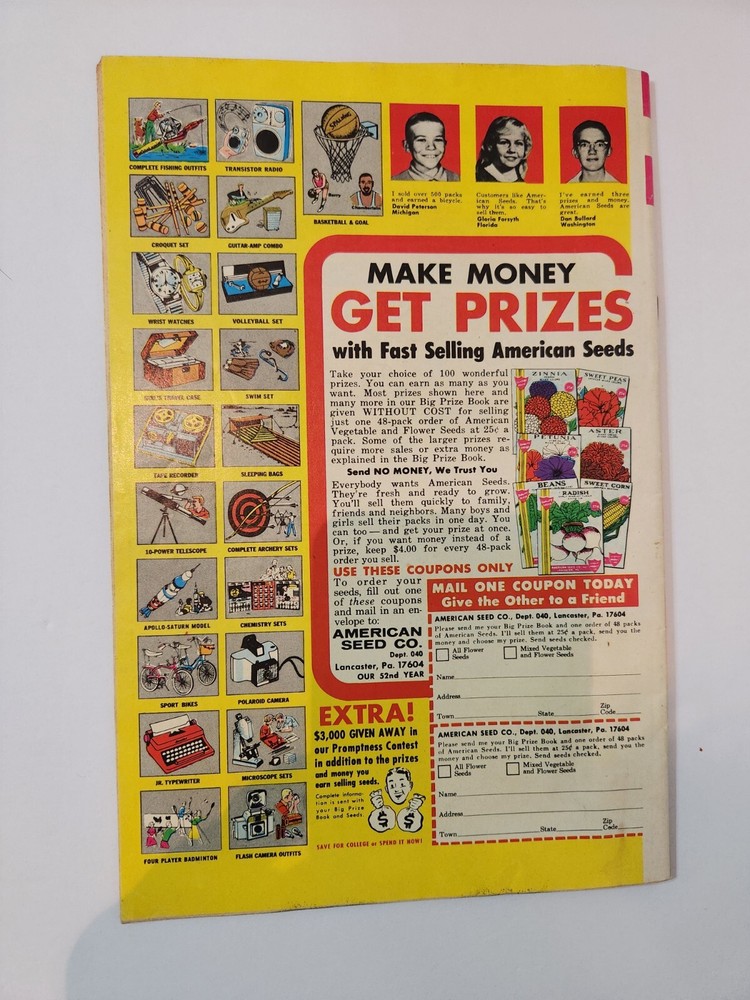 COMPLETE FISHING OUTFITS
TRANSISTOR RADIO
SPALDING
BASKETBALL & GOAL
CROQUET SET
GUITAR-AMP COMBO
WRIST WATCHES
VOLLEYBALL SET
GIRL'S TRAVEL CASE
SWIM SET
TAPE RECORDER
SLEEPING BAGS
10-POWER TELESCOPE
COMPLETE ARCHERY SETS
APOLLO-SATURN MODEL
CHEMISTRY SETS
SPORT BIKES
POLAROID CAMERA
JR. TYPEWRITER
MICROSCOPE SETS
FOUR PLAYER BADMINTON
FLASH CAMERA OUTFITS
I sold over 500 packs
and earned a bicycle.
David Peterson
Michigan
Customers like Amer-
ican Seeds. That's
why it's so easy to
sell them.
Gloria Forsyth
Florida
I've earned three
prizes and money.
American Seeds are
great.
Dan Bullard
Washington
MAKE MONEY
GET PRIZES
with Fast Selling American Seeds
Take your choice of 100 wonderful
prizes. You can earn as many as you
want. Most prizes shown here and
many more in our Big Prize Book are
given WITHOUT COST for selling
just one 48-pack order of American
Vegetable and Flower Seeds at 25¢ a
pack. Some of the larger prizes re-
quire more sales or extra money as
explained in the Big Prize Book.
Send NO MONEY, We Trust You
Everybody wants American Seeds.
They're fresh and ready to grow.
You'll sell them quickly to family,
friends and neighbors. Many boys and
girls sell their packs in one day. You
can too — and get your prize at once.
Or, if you want money instead of a
prize, keep $4.00 for every 48-pack
order you sell.
ZINNIA
SWEET PEAS
PETUNIA
ASTER
BEANS
SWEET CORN
RADISH
USE THESE COUPONS ONLY
To order your
seeds, fill out one
of these coupons
and mail in an en-
velope to:
AMERICAN
SEED CO.
Dept. 040
Lancaster, Pa. 17604
OUR 52nd YEAR
MAIL ONE COUPON TODAY
Give the Other to a Friend
AMERICAN SEED CO., Dept. 040, Lancaster, Pa. 17604
Please send me your Big Prize Book and one order of 48 packs
of American Seeds. I'll sell them at 25¢ a pack, send you the
money and choose my prize. Send seeds checked.
All Flower
Seeds
Mixed Vegetable
and Flower Seeds
Name
Address
Town State Zip Code
AMERICAN SEED CO., Dept. 040, Lancaster, Pa. 17604
Please send me your Big Prize Book and one order of 48 packs
of American Seeds. I'll sell them at 25¢ a pack, send you the
money and choose my prize. Send seeds checked.
All Flower
Seeds
Mixed Vegetable
and Flower Seeds
Name
Address
Town State Zip Code
EXTRA!
$3,000 GIVEN AWAY in
our Promptness Contest
in addition to the prizes
and money you
earn selling seeds.
Complete informa-
tion is sent with
your Big Prize
Book and Seeds.
$ $
SAVE FOR COLLEGE or SPEND IT NOW!